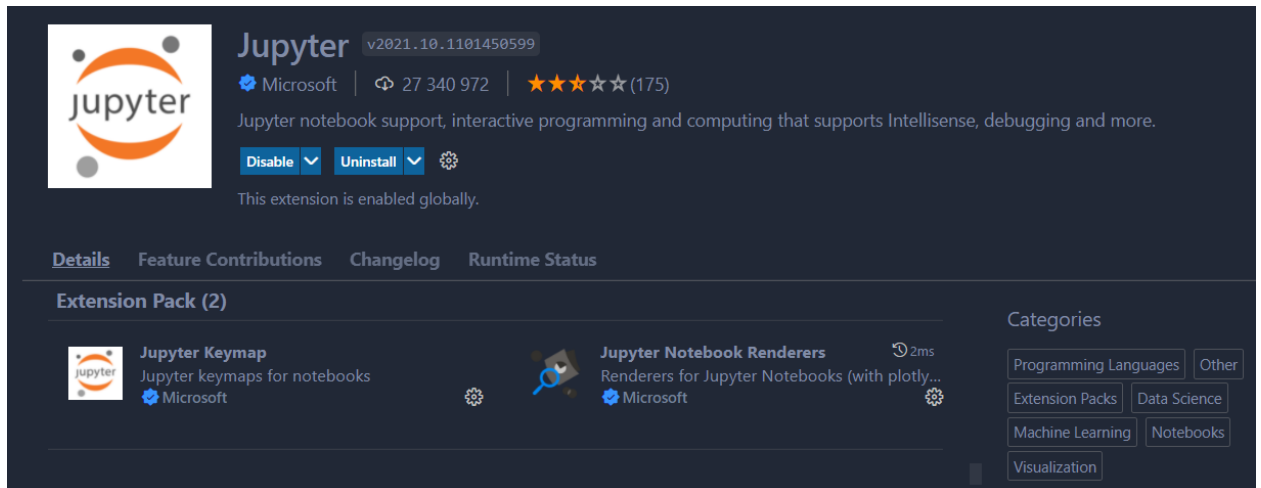 jupyter
Jupyter v2021.10.1101450599
Microsoft 27 340 972 (175)
Jupyter notebook support, interactive programming and computing that supports Intellisense, debugging and more.
Disable Uninstall
This extension is enabled globally.
Details Feature Contributions Changelog Runtime Status
Extension Pack (2)
jupyter
Jupyter Keymap
Jupyter keymaps for notebooks
Microsoft
Jupyter Notebook Renderers 2ms
Renderers for Jupyter Notebooks (with plotly...
Microsoft
Categories
Programming Languages Other
Extension Packs Data Science
Machine Learning Notebooks
Visualization